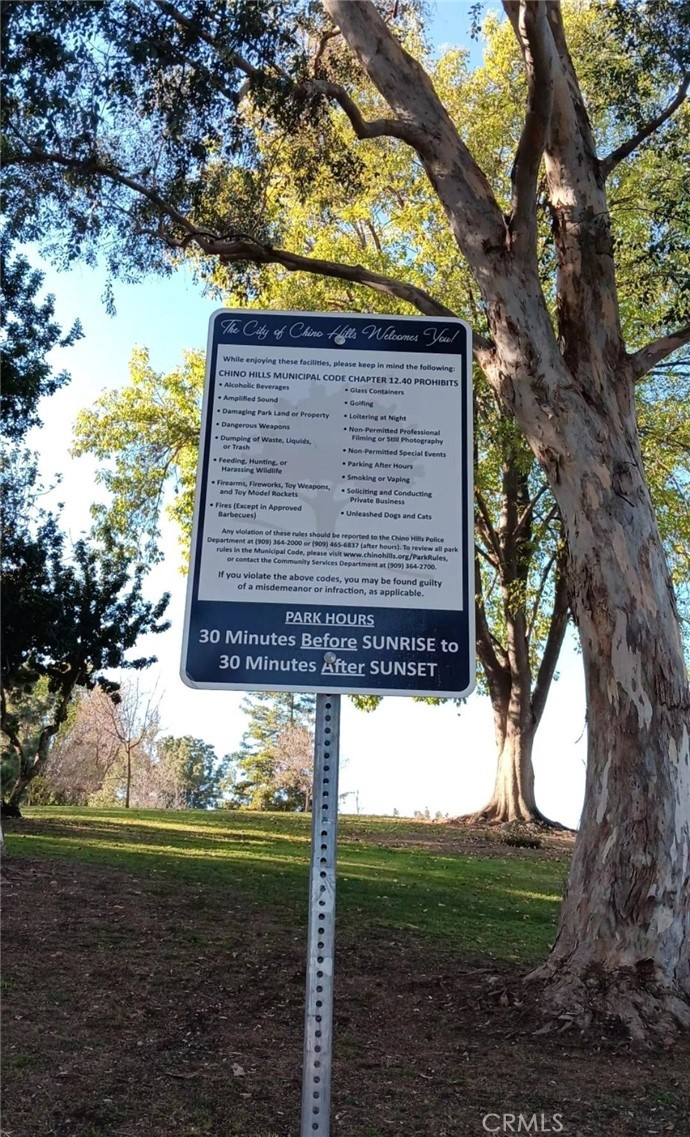 The City of Chino Hills Welcomes You!
While enjoying these facilities, please keep in mind the following:
CHINO HILLS MUNICIPAL CODE CHAPTER 12.40 PROHIBITS
• Alcoholic Beverages
• Amplified Sound
• Damaging Park Land or Property
• Dangerous Weapons
• Dumping of Waste, Liquids,
or Trash
• Feeding, Hunting, or
Harassing Wildlife
• Firearms, Fireworks, Toy Weapons,
and Toy Model Rockets
• Fires (Except in Approved
Barbecues)
• Glass Containers
• Golfing
• Loitering at Night
• Non-Permitted Professional
Filming or Still Photography
• Non-Permitted Special Events
• Parking After Hours
• Smoking or Vaping
• Soliciting and Conducting
Private Business
• Unleashed Dogs and Cats
Any violation of these rules should be reported to the Chino Hills Police
Department at (909) 364-2000 or (909) 465-6837 (after hours). To review all park
rules in the Municipal Code, please visit www.chinohills.org/ParkRules,
or contact the Community Services Department at (909) 364-2700.
If you violate the above codes, you may be found guilty
of a misdemeanor or infraction, as applicable.
PARK HOURS
30 Minutes Before SUNRISE to
30 Minutes After SUNSET
CRMLS